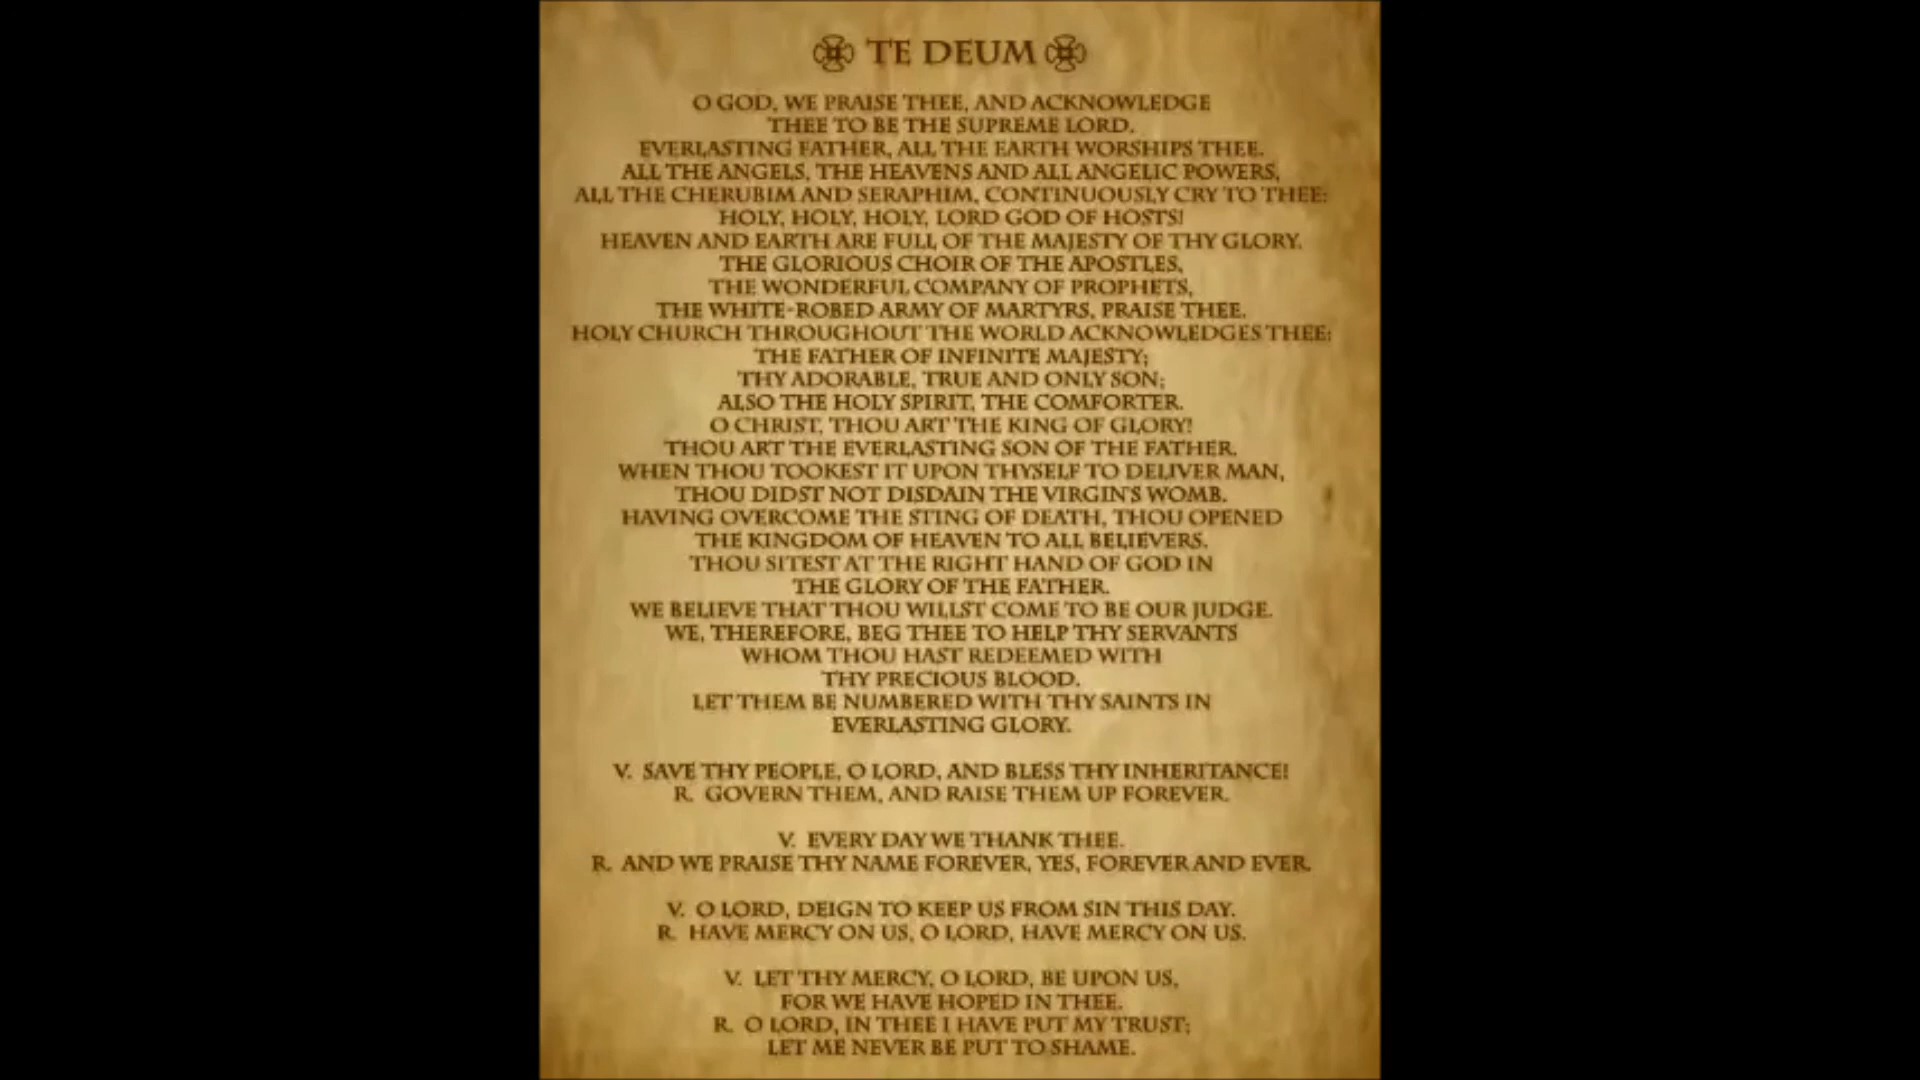 TE DEUM
O GOD, WE PRAISE THEE, AND ACKNOWLEDGE
THEE TO BE THE SUPREME LORD.
EVERLASTING FATHER, ALL THE EARTH WORSHIPS THEE.
ALL THE ANGELS, THE HEAVENS AND ALL ANGELIC POWERS,
ALL THE CHERUBIM AND SERAPHIM, CONTINUOUSLY CRY TO THEE:
HOLY, HOLY, HOLY, LORD GOD OF HOSTS!
HEAVEN AND EARTH ARE FULL OF THE MAJESTY OF THY GLORY.
THE GLORIOUS CHOIR OF THE APOSTLES,
THE WONDERFUL COMPANY OF PROPHETS,
THE WHITE-ROBED ARMY OF MARTYRS, PRAISE THEE.
HOLY CHURCH THROUGHOUT THE WORLD ACKNOWLEDGES THEE:
THE FATHER OF INFINITE MAJESTY;
THY ADORABLE, TRUE AND ONLY SON;
ALSO THE HOLY SPIRIT, THE COMFORTER.
O CHRIST, THOU ART THE KING OF GLORY!
THOU ART THE EVERLASTING SON OF THE FATHER.
WHEN THOU TOOKEST IT UPON THYSELF TO DELIVER MAN,
THOU DIDST NOT DISDAIN THE VIRGIN'S WOMB.
HAVING OVERCOME THE STING OF DEATH, THOU OPENED
THE KINGDOM OF HEAVEN TO ALL BELIEVERS.
THOU SITEST AT THE RIGHT HAND OF GOD IN
THE GLORY OF THE FATHER.
WE BELIEVE THAT THOU WILLST COME TO BE OUR JUDGE.
WE, THEREFORE, BEG THEE TO HELP THY SERVANTS
WHOM THOU HAST REDEEMED WITH
THY PRECIOUS BLOOD.
LET THEM BE NUMBERED WITH THY SAINTS IN
EVERLASTING GLORY.
V. SAVE THY PEOPLE, O LORD, AND BLESS THY INHERITANCE!
R. GOVERN THEM, AND RAISE THEM UP FOREVER.
V. EVERY DAY WE THANK THEE.
R. AND WE PRAISE THY NAME FOREVER, YES, FOREVER AND EVER.
V. O LORD, DEIGN TO KEEP US FROM SIN THIS DAY.
R. HAVE MERCY ON US, O LORD, HAVE MERCY ON US.
V. LET THY MERCY, O LORD, BE UPON US,
FOR WE HAVE HOPED IN THEE.
R. O LORD, IN THEE I HAVE PUT MY TRUST;
LET ME NEVER BE PUT TO SHAME.